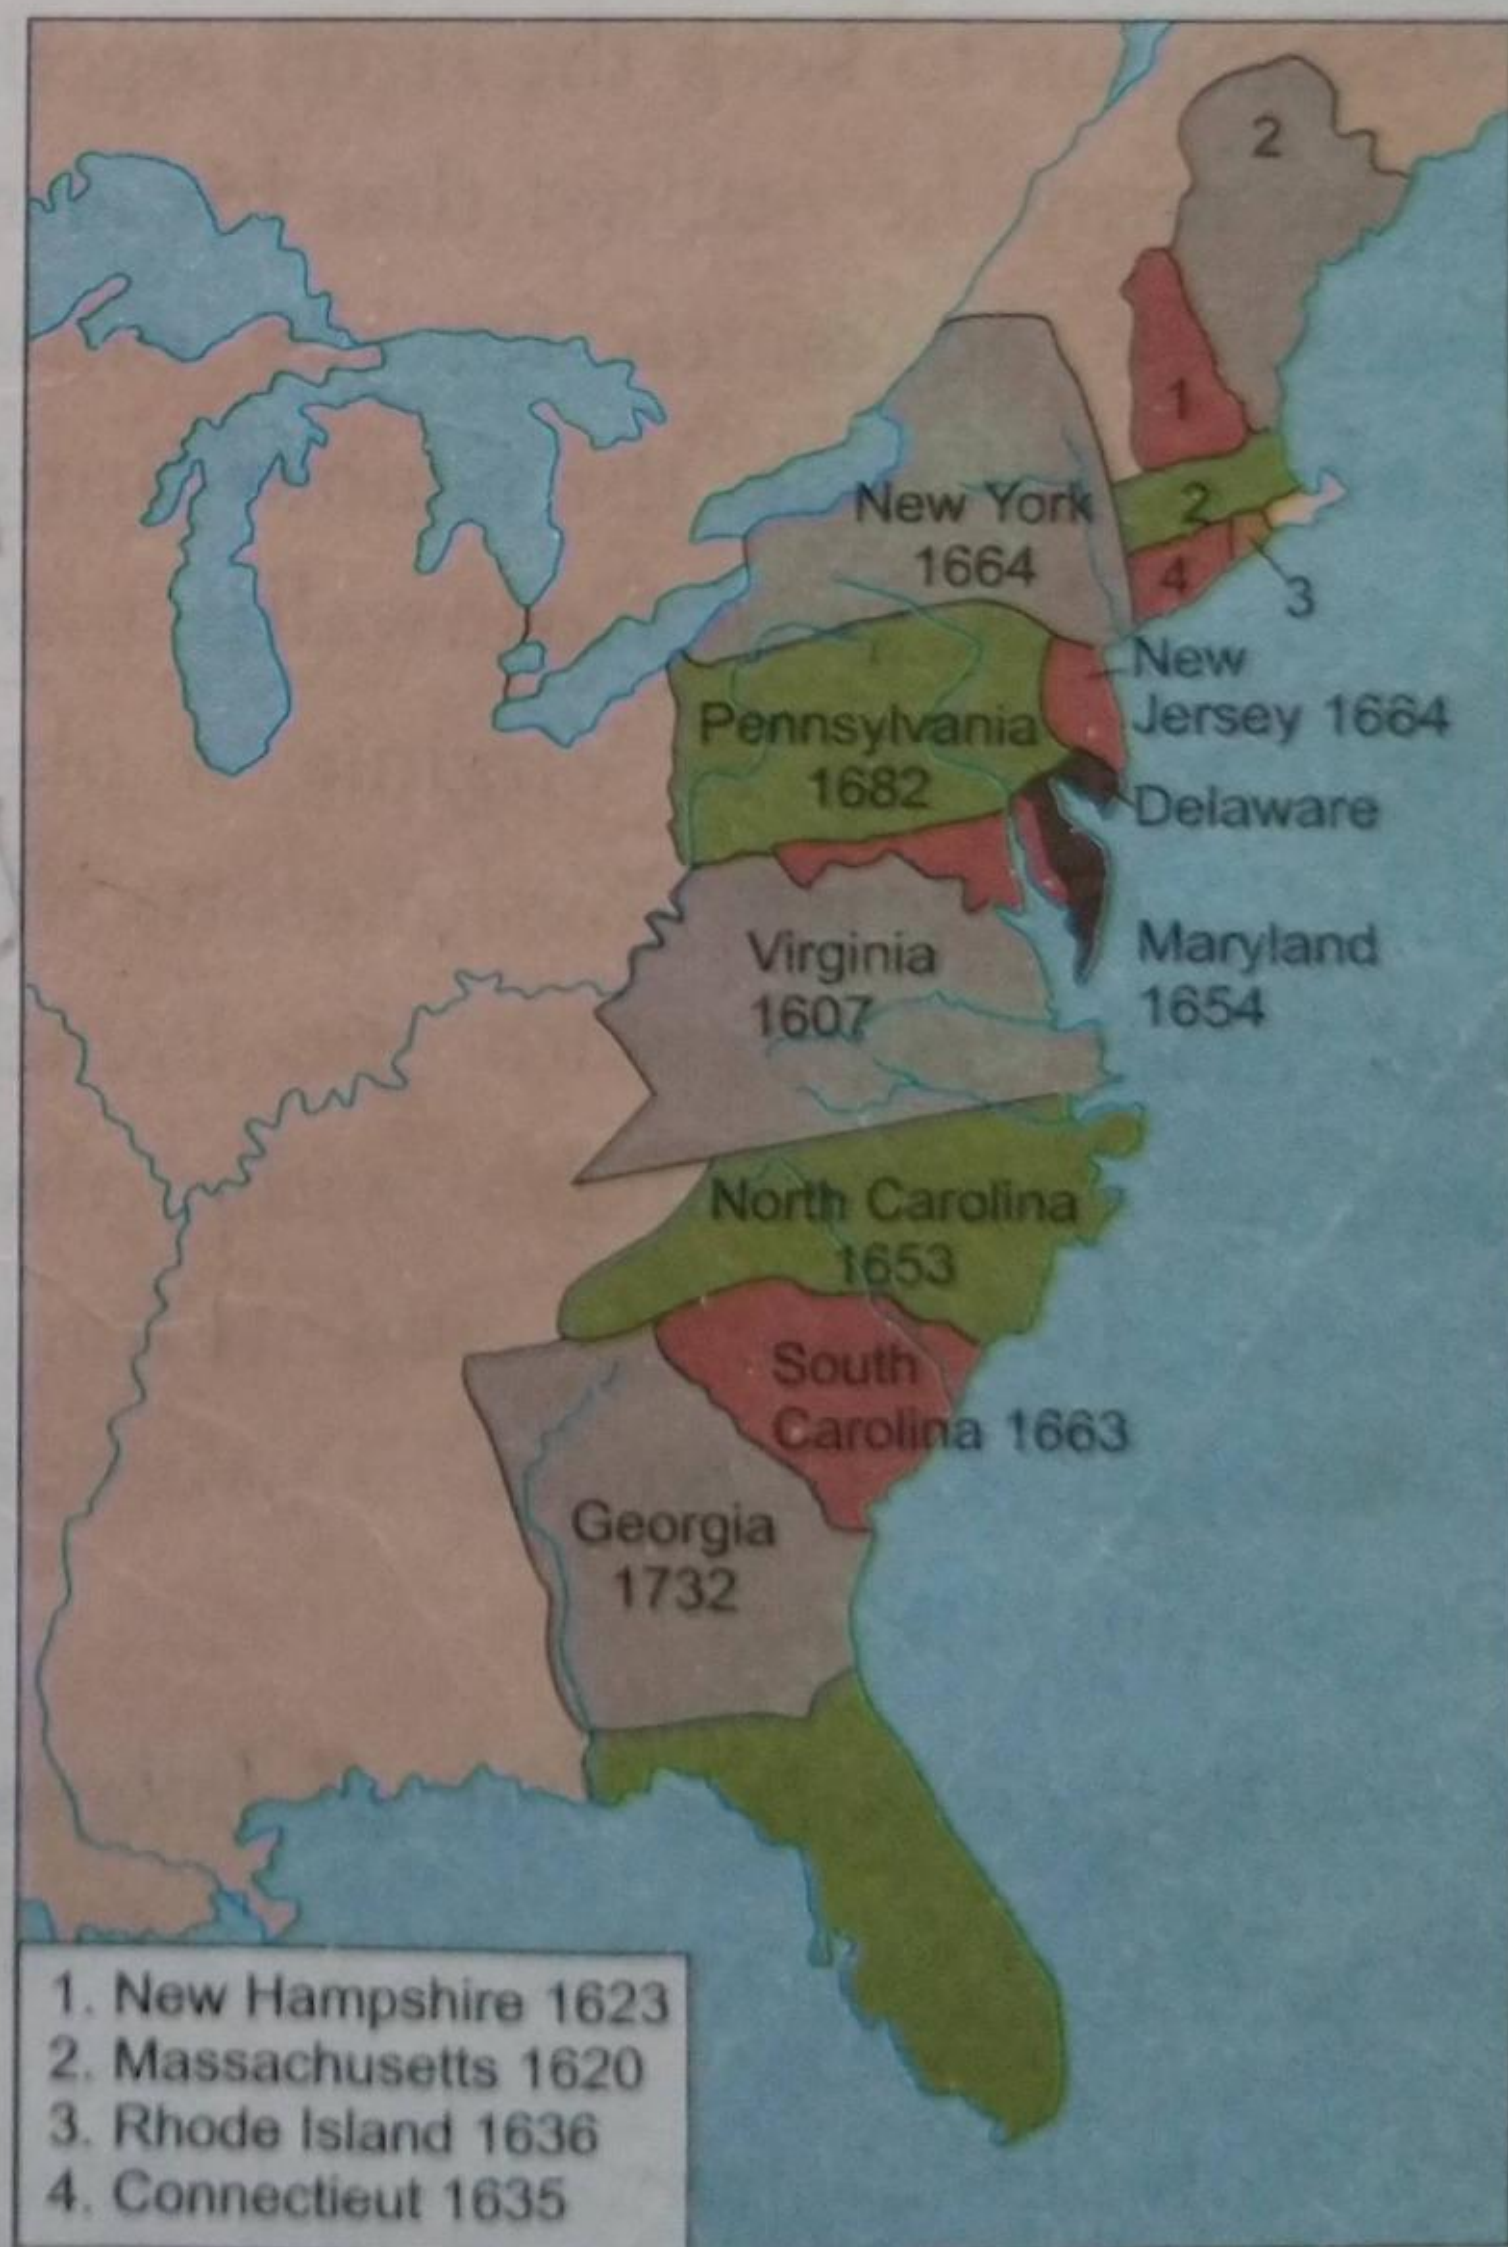 2
1
2
New York
1664
4
3
New
Jersey 1664
Pennsylvania
1682
Delaware
Virginia
1607
Maryland
1654
North Carolina
1653
South
Carolina 1663
Georgia
1732
1. New Hampshire 1623
2. Massachusetts 1620
3. Rhode Island 1636
4. Connectieut 1635